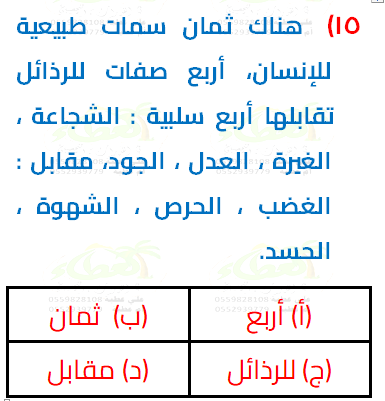 ١٥) هناك ثمان سمات طبيعية
للإنسان، أربع صفات للرذائل
تقابلها أربع سلبية : الشجاعة ،
الغيرة ، العدل ، الجود، مقابل :
الغضب ، الحرص ، الشهوة ،
الحسد.
(أ) أربع
(ب) ثمان
(ج) للرذائل
(د) مقابل